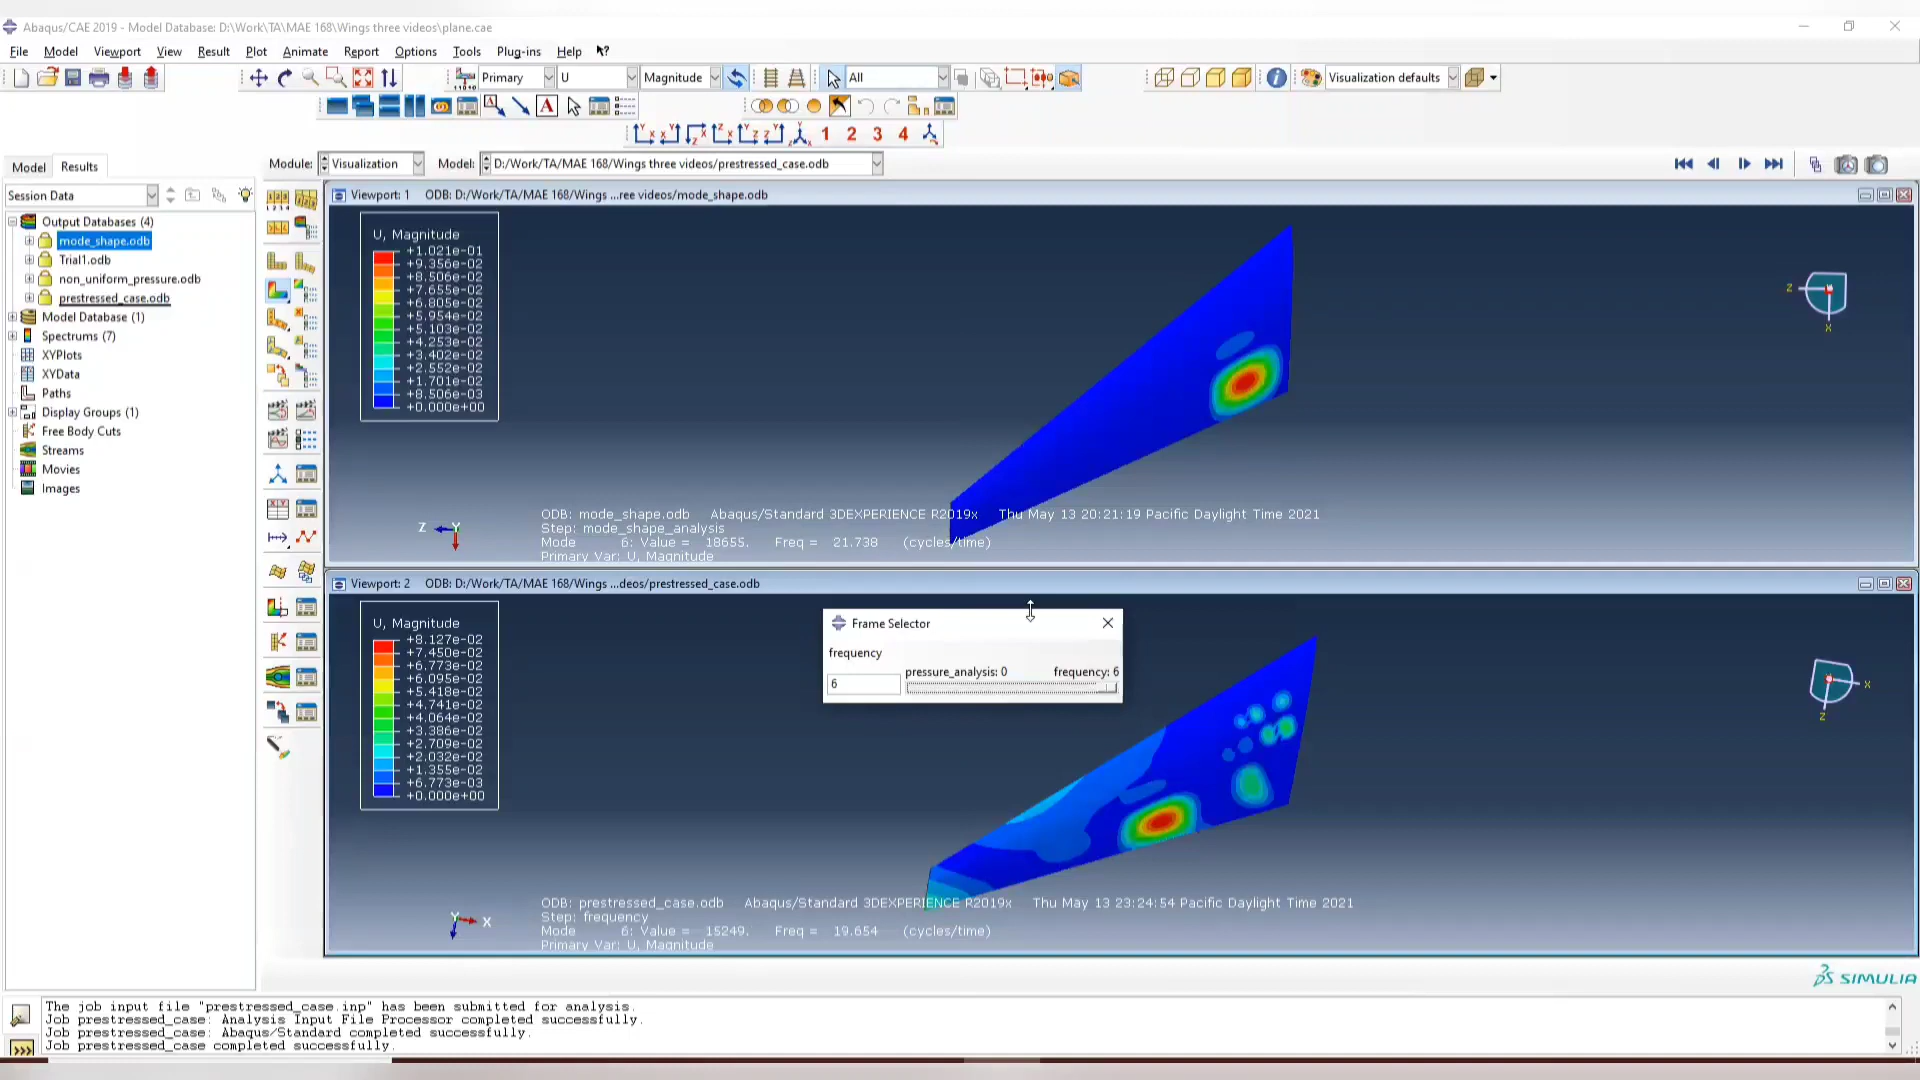 Abaqus/CAE 2019 - Model Database: D:\Work\TA\MAE 168\Wings three videos\plane.cae
File Model Viewport View Result Plot Animate Report Options Tools Plug-ins Help
Primary U Magnitude All Visualization defaults
1 2 3 4
Model Results Module: Visualization Model: D:/Work/TA/MAE 168/Wings three videos/prestressed_case.odb
Session Data
Output Databases (4)
mode_shape.odb
Trial1.odb
non_uniform_pressure.odb
prestressed_case.odb
Model Database (1)
Spectrums (7)
XYPlots
XYData
Paths
Display Groups (1)
Free Body Cuts
Streams
Movies
Images
Viewport: 1 ODB: D:/Work/TA/MAE 168/Wings ...ree videos/mode_shape.odb
U, Magnitude
+1.021e-01
+9.356e-02
+8.506e-02
+7.655e-02
+6.805e-02
+5.954e-02
+5.103e-02
+4.253e-02
+3.402e-02
+2.552e-02
+1.701e-02
+8.506e-03
+0.000e+00
Z
X
Z Y
ODB: mode_shape.odb Abaqus/Standard 3DEXPERIENCE R2019x Thu May 13 20:21:19 Pacific Daylight Time 2021
Step: mode_shape_analysis
Mode 6: Value = 18655. Freq = 21.738 (cycles/time)
Primary Var: U, Magnitude
Viewport: 2 ODB: D:/Work/TA/MAE 168/Wings ...deos/prestressed_case.odb
U, Magnitude
+8.127e-02
+7.450e-02
+6.773e-02
+6.095e-02
+5.418e-02
+4.741e-02
+4.064e-02
+3.386e-02
+2.709e-02
+2.032e-02
+1.355e-02
+6.773e-03
+0.000e+00
Frame Selector
frequency
pressure_analysis: 0 frequency: 6
6
X
Z
Y X
ODB: prestressed_case.odb Abaqus/Standard 3DEXPERIENCE R2019x Thu May 13 23:24:54 Pacific Daylight Time 2021
Step: frequency
Mode 6: Value = 15249. Freq = 19.654 (cycles/time)
Primary Var: U, Magnitude
SIMULIA
The job input file "prestressed_case.inp" has been submitted for analysis.
Job prestressed_case: Analysis Input File Processor completed successfully.
Job prestressed_case: Abaqus/Standard completed successfully.
Job prestressed_case completed successfully.
>>>